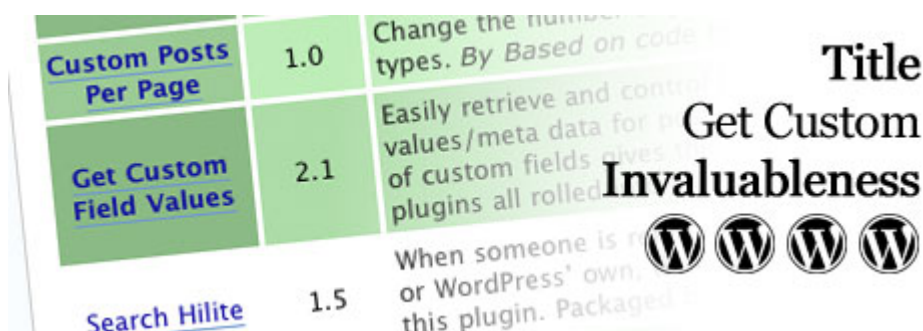 Custom Posts
Per Page
1.0
Change the number
types. By Based on code
Get Custom
Field Values
2.1
Easily retrieve and control
values/meta data for
of custom fields gives
plugins all rolled
Search Hilite
1.5
When someone is
or WordPress' own,
this plugin. Packaged
Title
Get Custom
Invaluableness